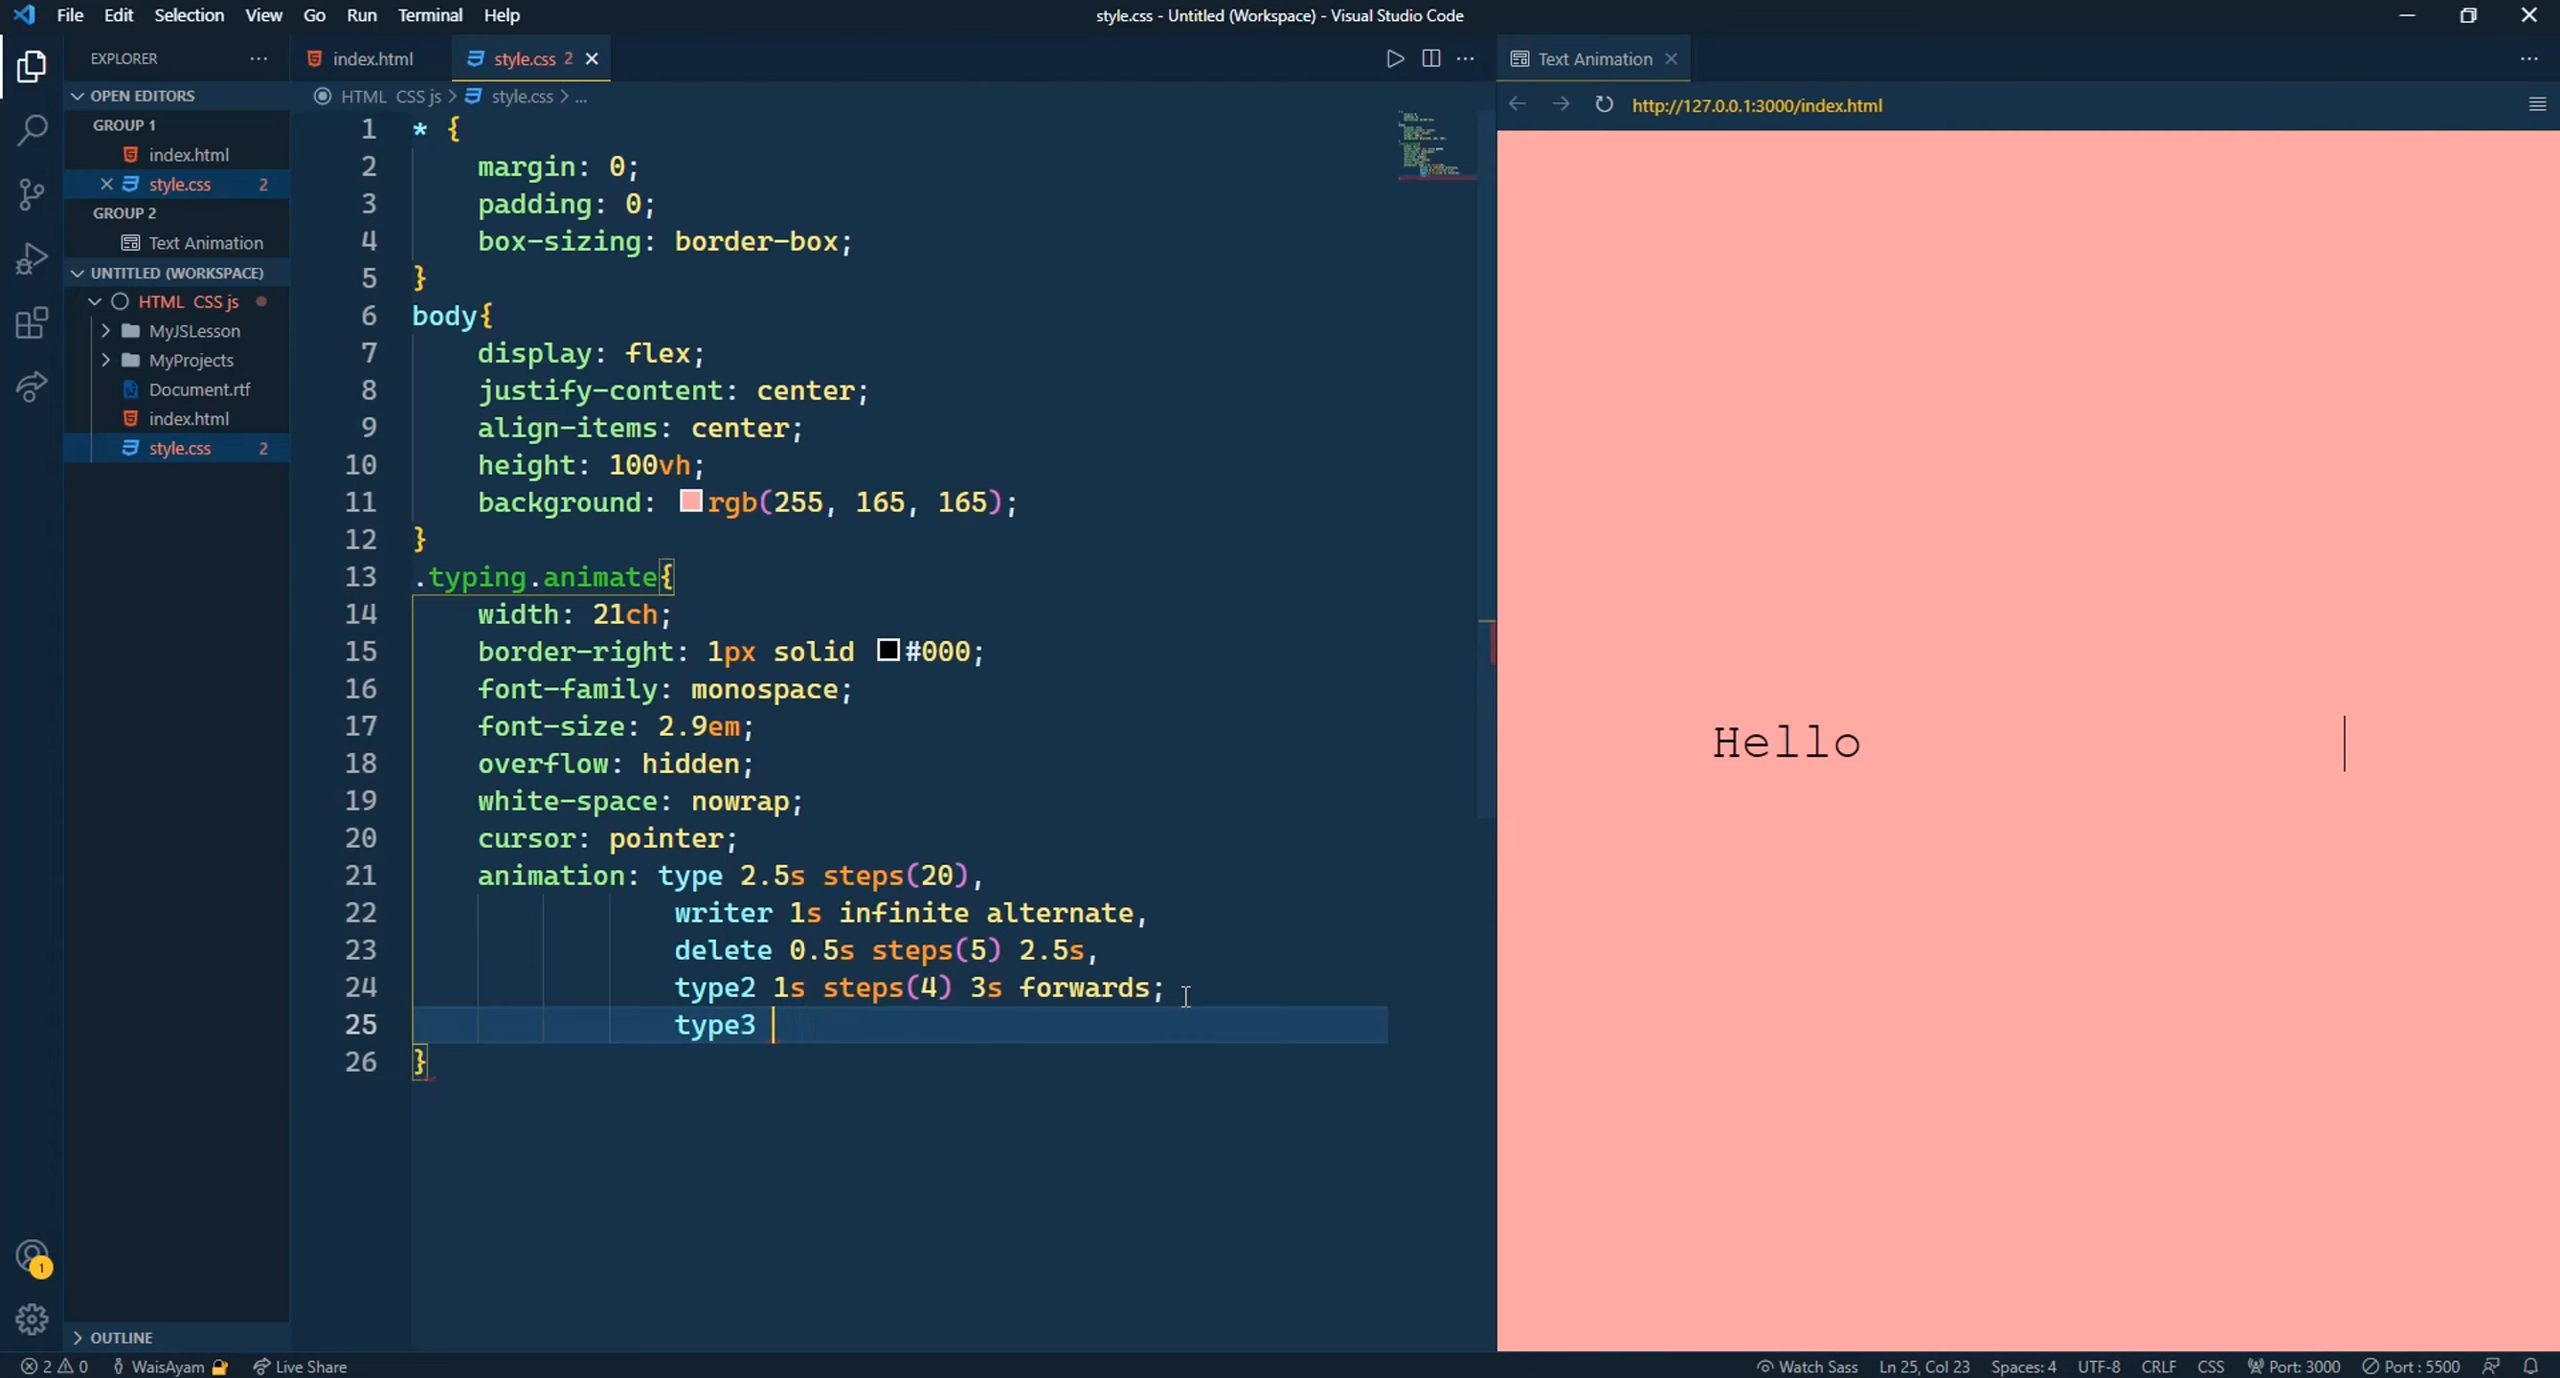 File Edit Selection View Go Run Terminal Help
style.css - Untitled (Workspace) - Visual Studio Code
EXPLORER
OPEN EDITORS
GROUP 1
index.html
style.css 2
GROUP 2
Text Animation
UNTITLED (WORKSPACE)
HTML CSS js
MyJSLesson
MyProjects
Document.rtf
index.html
style.css 2
OUTLINE
1
index.html style.css 2
HTML CSS js > style.css > ...
1 * {
2 margin: 0;
3 padding: 0;
4 box-sizing: border-box;
5 }
6 body{
7 display: flex;
8 justify-content: center;
9 align-items: center;
10 height: 100vh;
11 background: rgb(255, 165, 165);
12 }
13 .typing.animate{
14 width: 21ch;
15 border-right: 1px solid #000;
16 font-family: monospace;
17 font-size: 2.9em;
18 overflow: hidden;
19 white-space: nowrap;
20 cursor: pointer;
21 animation: type 2.5s steps(20),
22 writer 1s infinite alternate,
23 delete 0.5s steps(5) 2.5s,
24 type2 1s steps(4) 3s forwards;
25 type3
26 }
Text Animation
http://127.0.0.1:3000/index.html
Hello
2 0 WaisAyam Live Share
Watch Sass Ln 25, Col 23 Spaces: 4 UTF-8 CRLF CSS Port: 3000 Port : 5500